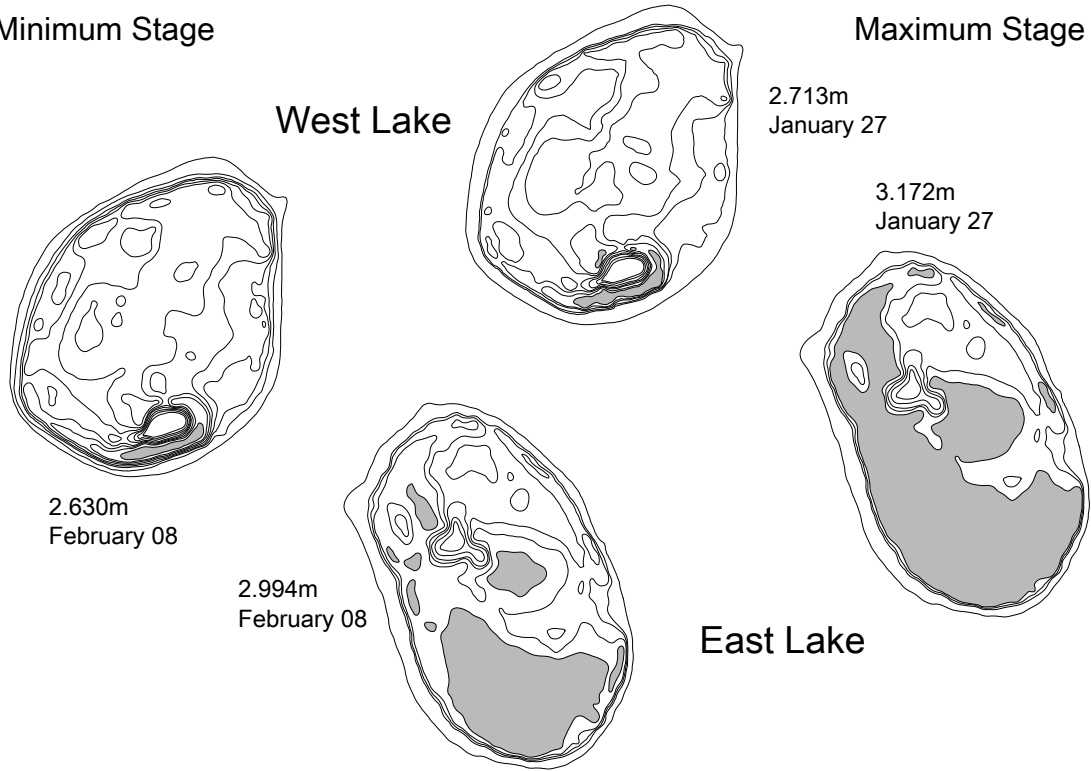 Minimum Stage
Maximum Stage
West Lake
2.713m
January 27
3.172m
January 27
2.630m
February 08
2.994m
February 08
East Lake